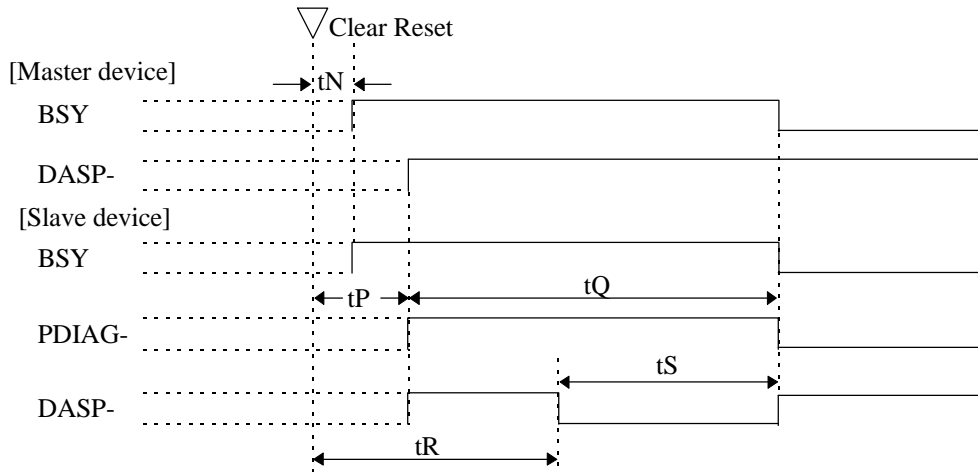 Clear Reset
[Master device]
tN
BSY
DASP-
[Slave device]
BSY
tP
tQ
PDIAG-
tS
DASP-
tR